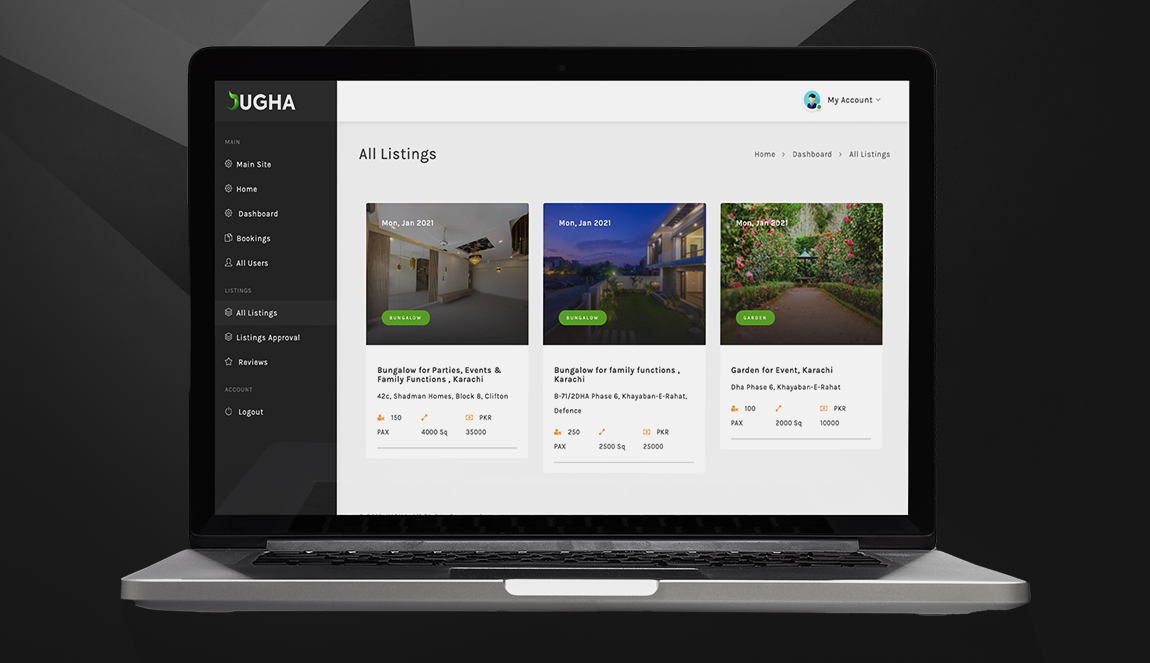 JUGHA
My Account
MAIN
Main Site
Home
Dashboard
Bookings
All Users
LISTINGS
All Listings
Listings Approval
Reviews
ACCOUNT
Logout
All Listings
Home > Dashboard > All Listings
Mon, Jan 2021
BUNGALOW
Bungalow for Parties, Events &
Family Functions , Karachi
42c, Shadman Homes, Block 8, Clifton
150 PKR
PAX 4000 Sq 35000
Mon, Jan 2021
BUNGALOW
Bungalow for family functions ,
Karachi
B-71/2DHA Phase 6, Khayaban-E-Rahat,
Defence
250 PKR
PAX 2500 Sq 25000
Mon, Jan 2021
GARDEN
Garden for Event, Karachi
Dha Phase 6, Khayaban-E-Rahat
100 PKR
PAX 2000 Sq 10000